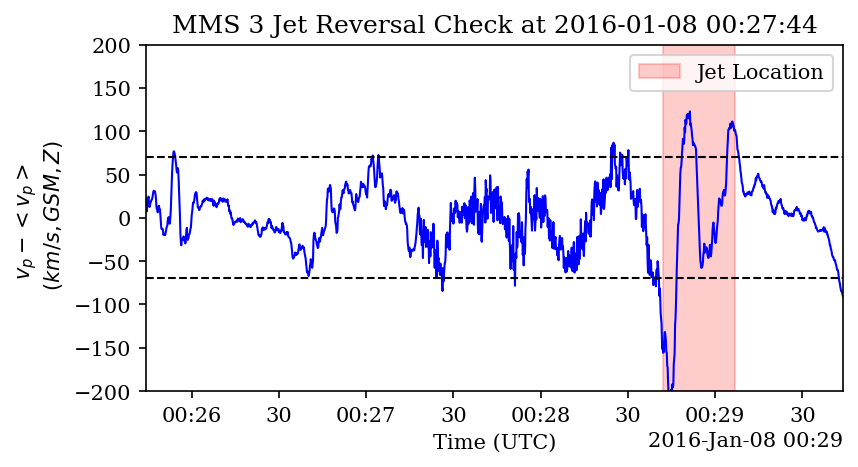 MMS 3 Jet Reversal Check at 2016-01-08 00:27:44
200
150
100
50
0
−50
−100
−150
−200
v_p − < v_p >
(km/s, GSM, Z)
Jet Location
00:26 30 00:27 30 00:28 30 00:29 30
Time (UTC)
2016-Jan-08 00:29